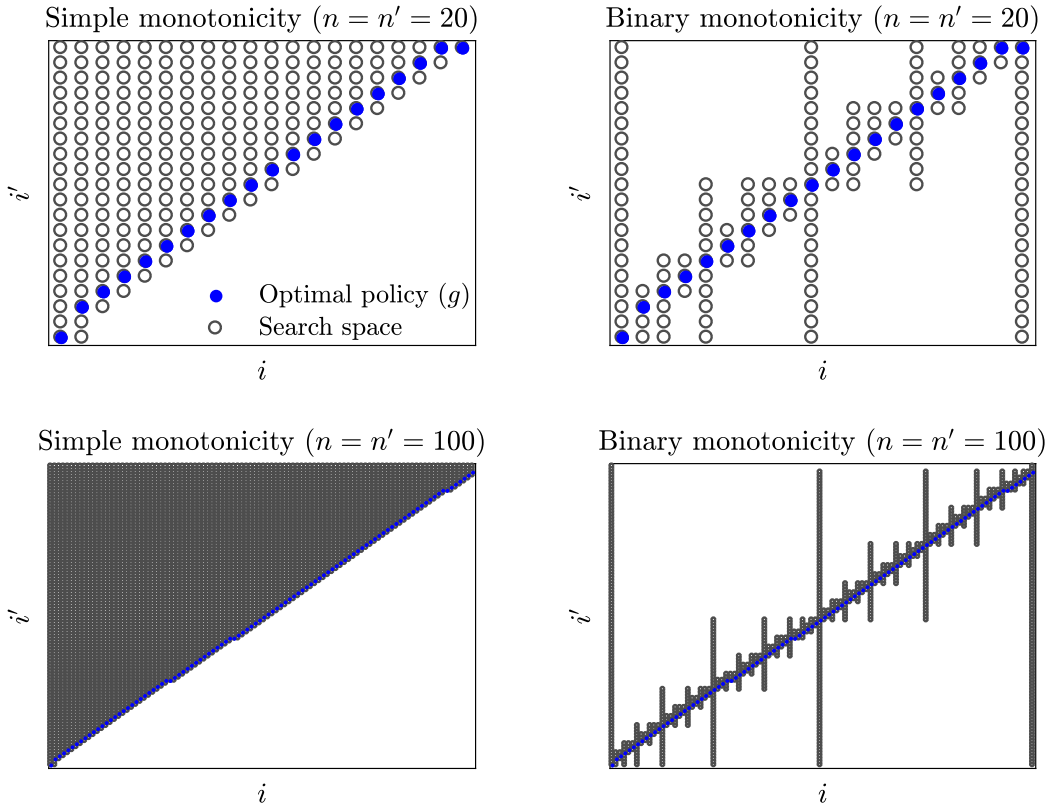 Simple monotonicity (n = n′ = 20)
Binary monotonicity (n = n′ = 20)
i′
Optimal policy (g)
Search space
i
i′
i
Simple monotonicity (n = n′ = 100)
Binary monotonicity (n = n′ = 100)
i′
i
i′
i